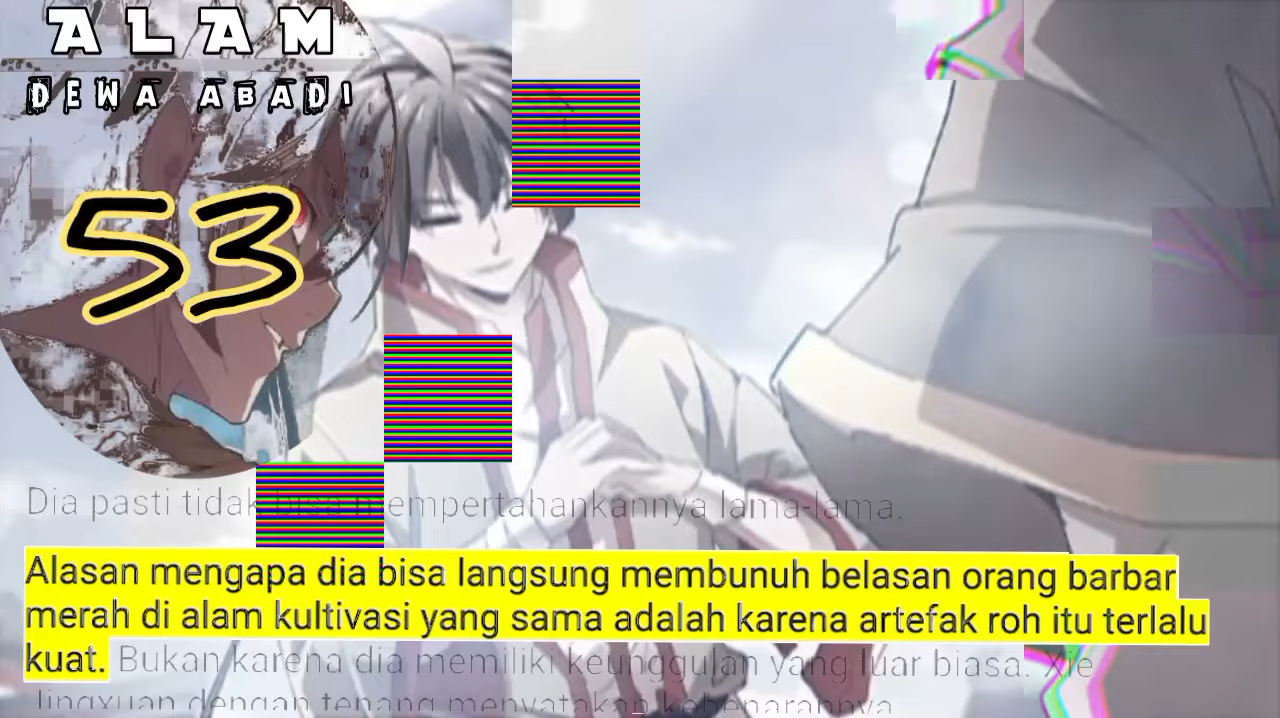 ALAM
DEWA ABADI
53
Dia pasti tidak bisa mempertahankannya lama-lama.
Alasan mengapa dia bisa langsung membunuh belasan orang barbar
merah di alam kultivasi yang sama adalah karena artefak roh itu terlalu
kuat. Bukan karena dia memiliki keunggulan yang luar biasa. Xie
Jingxuan dengan tenang menyatakan kebenarannya